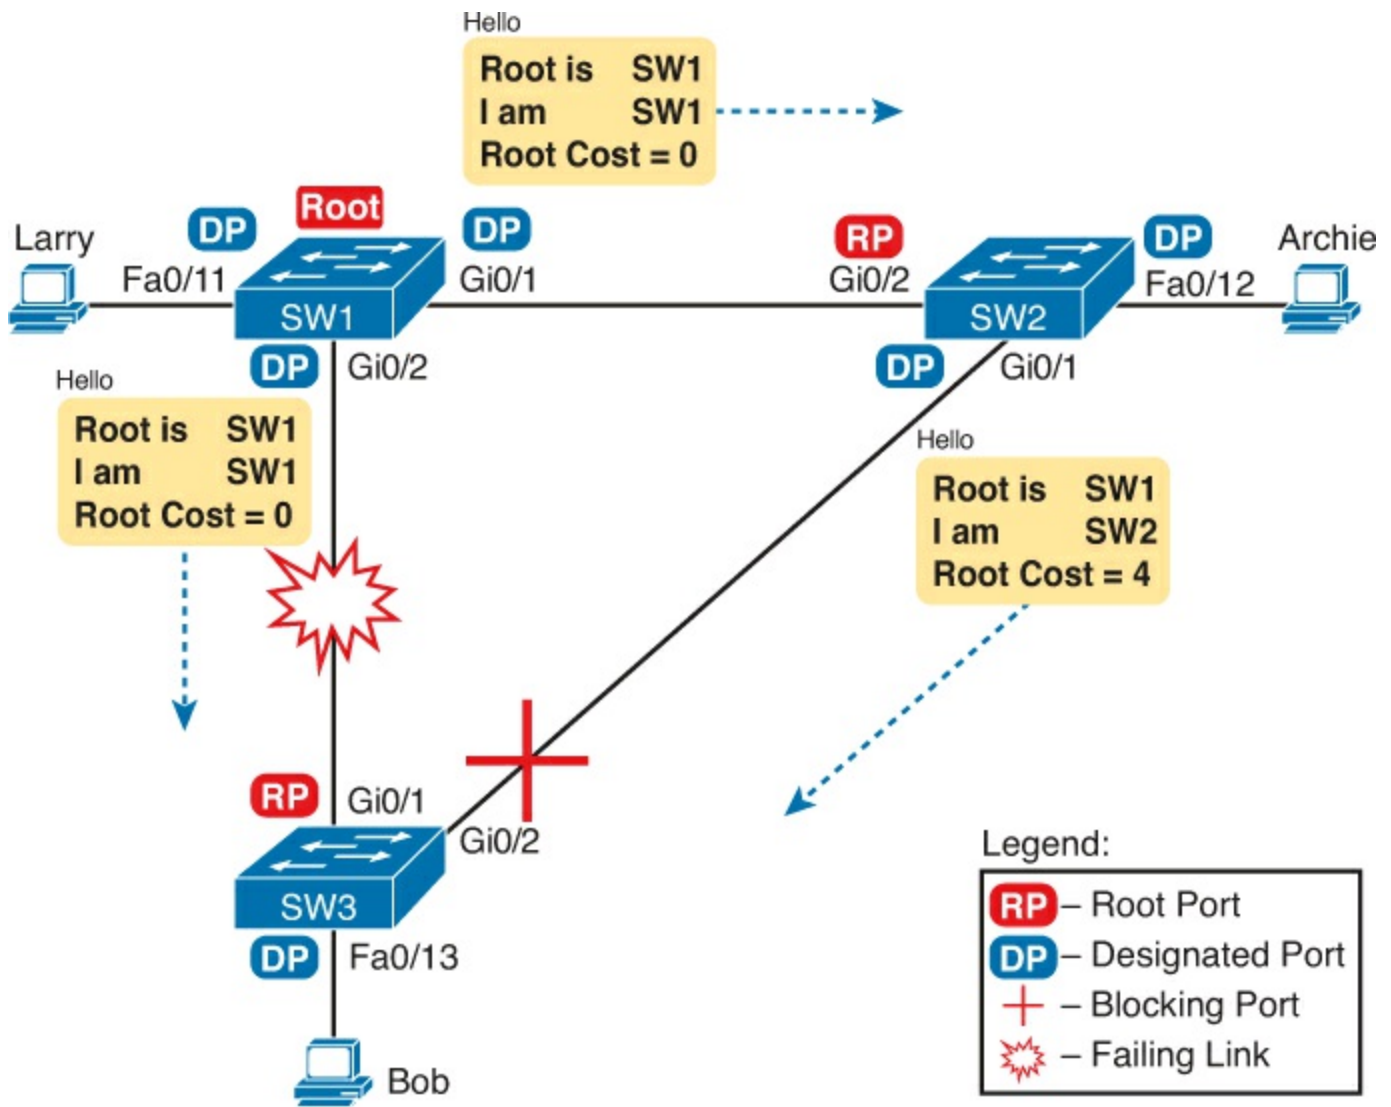 Hello
Root is SW1
I am SW1
Root Cost = 0
Root
DP
DP
RP
DP
Larry
Archie
Fa0/11
Gi0/1
Gi0/2
Fa0/12
SW1
SW2
DP
Gi0/2
DP
Gi0/1
Hello
Root is SW1
I am SW1
Root Cost = 0
Hello
Root is SW1
I am SW2
Root Cost = 4
RP
Gi0/1
Gi0/2
SW3
DP
Fa0/13
Bob
Legend:
RP – Root Port
DP – Designated Port
– Blocking Port
– Failing Link